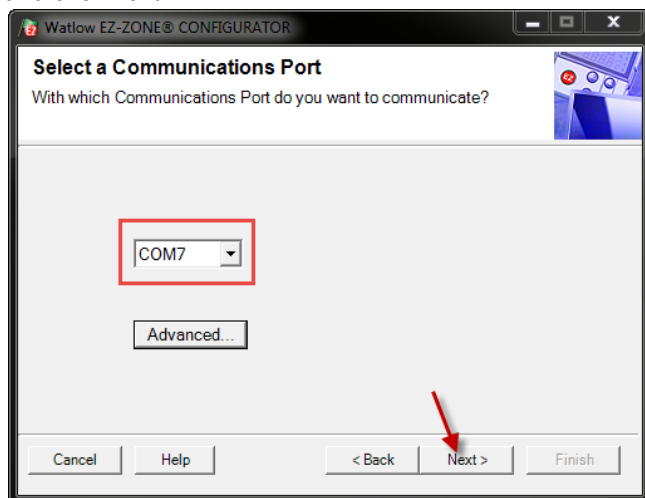 Watlow EZ-ZONE® CONFIGURATOR
Select a Communications Port
With which Communications Port do you want to communicate?
EZ
COM7
Advanced...
Cancel Help < Back Next > Finish